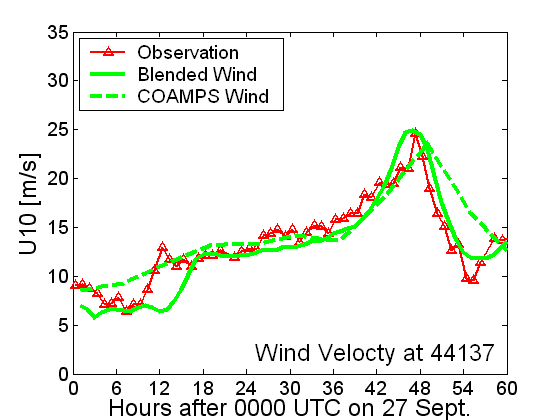 35
30
25
20
15
10
5
0
U10 [m/s]
Observation
Blended Wind
COAMPS Wind
Wind Velocty at 44137
0 6 12 18 24 30 36 42 48 54 60
Hours after 0000 UTC on 27 Sept.